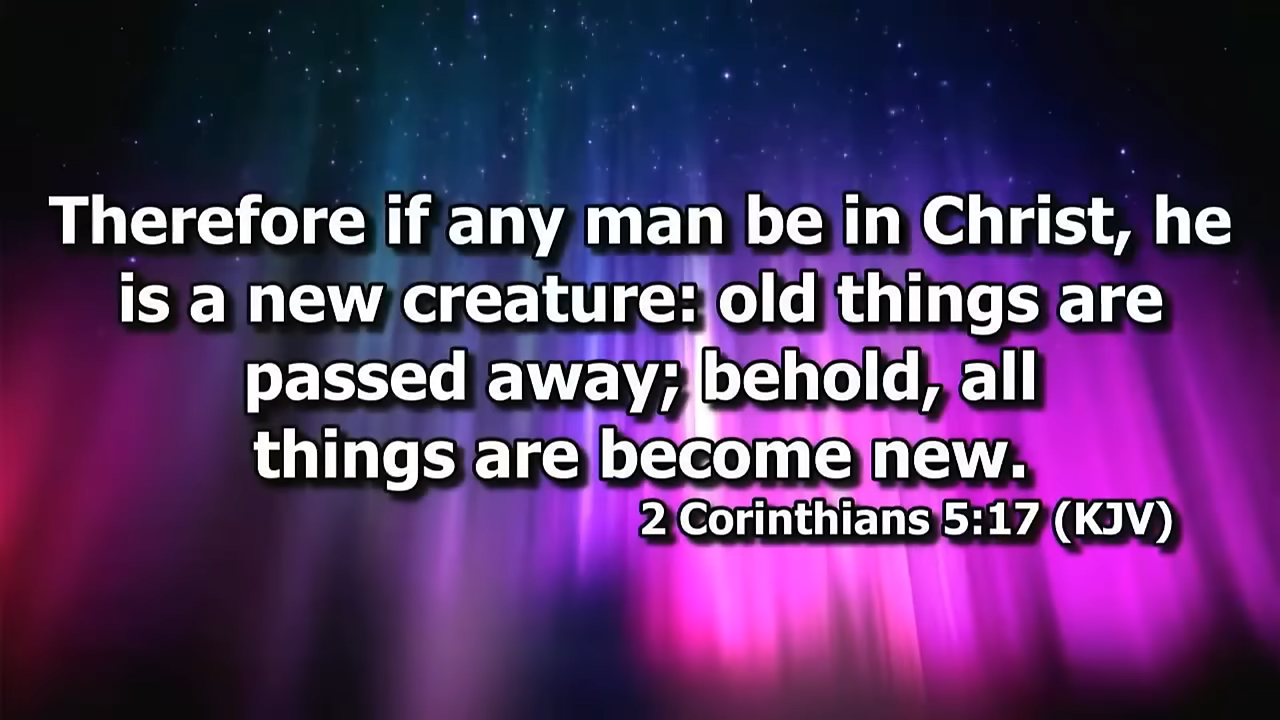 Therefore if any man be in Christ, he
is a new creature: old things are
passed away; behold, all
things are become new.
2 Corinthians 5:17 (KJV)